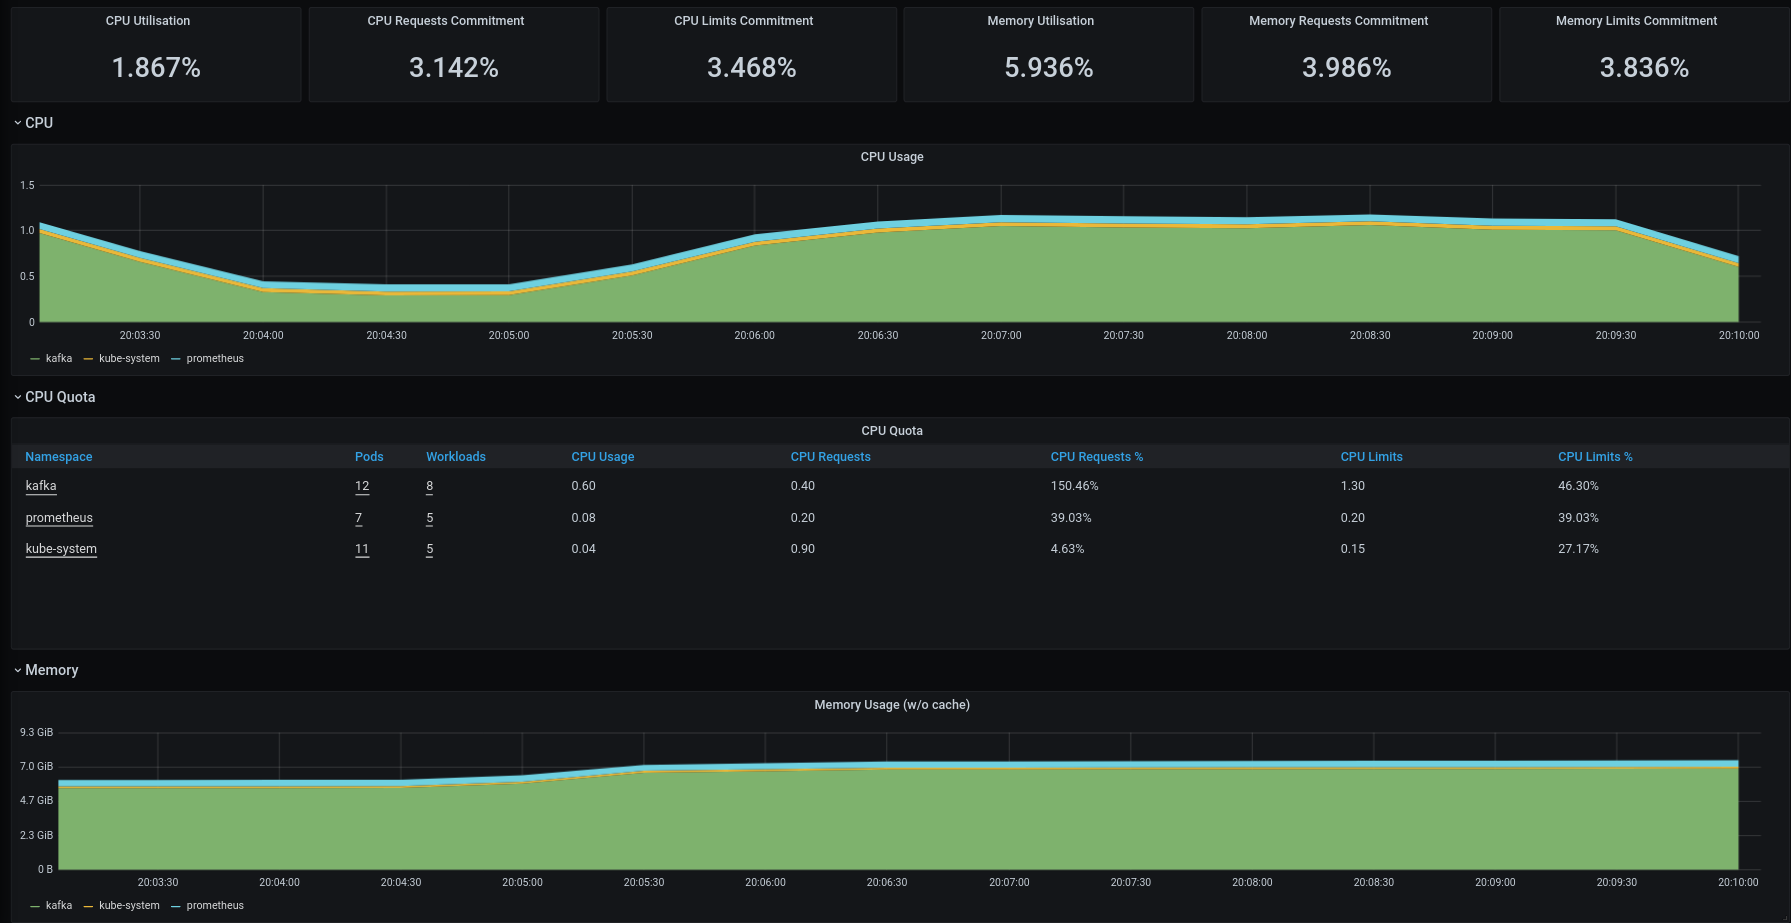 CPU Utilisation CPU Requests Commitment CPU Limits Commitment Memory Utilisation Memory Requests Commitment Memory Limits Commitment
1.867% 3.142% 3.468% 5.936% 3.986% 3.836%
CPU
CPU Usage
1.5
1.0
0.5
0
20:03:30 20:04:00 20:04:30 20:05:00 20:05:30 20:06:00 20:06:30 20:07:00 20:07:30 20:08:00 20:08:30 20:09:00 20:09:30 20:10:00
kafka kube-system prometheus
CPU Quota
CPU Quota
Namespace Pods Workloads CPU Usage CPU Requests CPU Requests % CPU Limits CPU Limits %
kafka 12 8 0.60 0.40 150.46% 1.30 46.30%
prometheus 7 5 0.08 0.20 39.03% 0.20 39.03%
kube-system 11 5 0.04 0.90 4.63% 0.15 27.17%
Memory
Memory Usage (w/o cache)
9.3 GiB
7.0 GiB
4.7 GiB
2.3 GiB
0 B
20:03:30 20:04:00 20:04:30 20:05:00 20:05:30 20:06:00 20:06:30 20:07:00 20:07:30 20:08:00 20:08:30 20:09:00 20:09:30 20:10:00
kafka kube-system prometheus